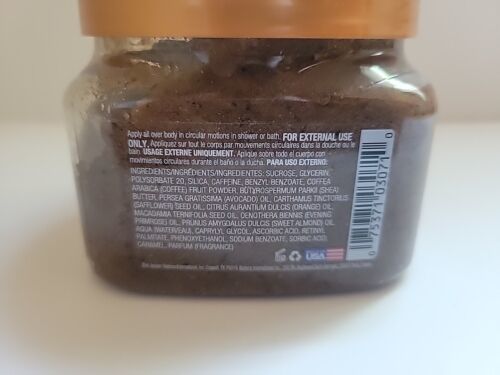 Apply all over body in circular motions in shower or bath. FOR EXTERNAL USE
ONLY. Appliquez sur tout le corps par mouvements circulaires dans la douche ou le
bain. USAGE EXTERNE UNIQUEMENT. Aplique sobre todo el cuerpo con
movimientos circulares durante el baño o la ducha. PARA USO EXTERNO:
INGREDIENTS/INGRÉDIENTS/INGREDIENTES: SUCROSE, GLYCERIN,
POLYSORBATE 20, SILICA, CAFFEINE, BENZYL BENZOATE, COFFEA
ARABICA (COFFEE) FRUIT POWDER, BUTYROSPERMUM PARKII (SHEA)
BUTTER, PERSEA GRATISSIMA (AVOCADO) OIL, CARTHAMUS TINCTORIUS
(SAFFLOWER) SEED OIL, CITRUS AURANTIUM DULCIS (ORANGE) OIL,
MACADAMIA TERNIFOLIA SEED OIL, OENOTHERA BIENNIS (EVENING
PRIMROSE) OIL, PRUNUS AMYGDALUS DULCIS (SWEET ALMOND) OIL,
AQUA (WATER/EAU), CAPRYLYL GLYCOL, ASCORBIC ACID, RETINYL
PALMITATE, PHENOXYETHANOL, SODIUM BENZOATE, SORBIC ACID,
CARAMEL, PARFUM (FRAGRANCE)
USA
0 75371 03071 0